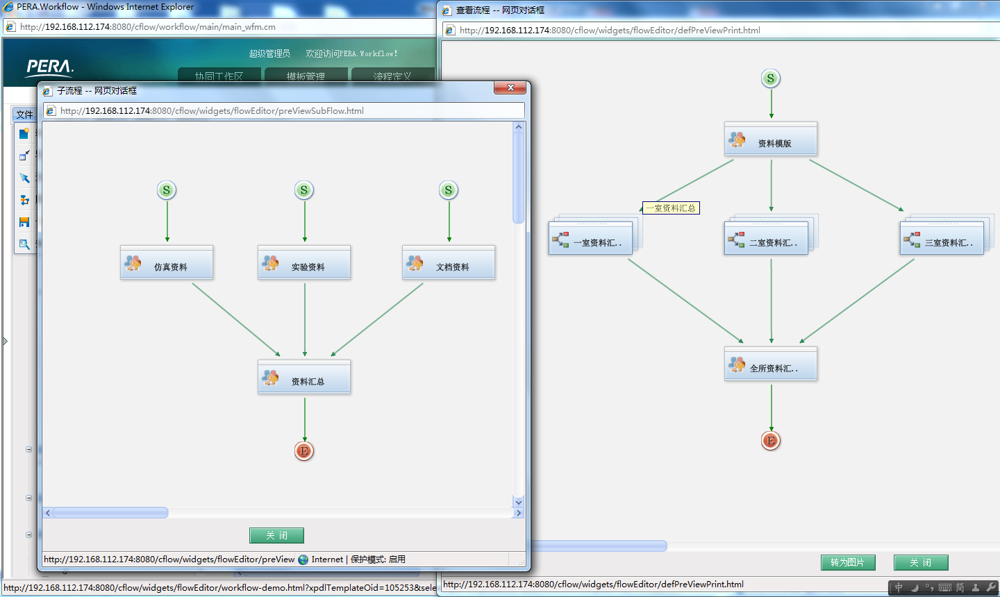 PERA.Workflow - Windows Internet Explorer
http://192.168.112.174:8080/cflow/workflow/main/main_wfm.cm
PERA.
超级管理员 欢迎访问PERA.Workflow!
协同工作区 模板管理 流程定义
文件
子流程 -- 网页对话框
http://192.168.112.174:8080/cflow/widgets/flowEditor/preViewSubFlow.html
S S S
仿真资料 实验资料 文档资料
资料汇总
E
关 闭
http://192.168.112.174:8080/cflow/widgets/flowEditor/preView Internet | 保护模式: 启用
http://192.168.112.174:8080/cflow/widgets/flowEditor/workflow-demo.html?xpdlTemplateOid=105253&sele
查看流程 -- 网页对话框
http://192.168.112.174:8080/cflow/widgets/flowEditor/defPreViewPrint.html
S
资料模版
一室资料汇总
一室资料汇.. 二室资料汇.. 三室资料汇..
全所资料汇..
E
转为图片 关 闭
http://192.168.112.174:8080/cflow/widgets/flowEditor/defPreViewPrint.html
中 简